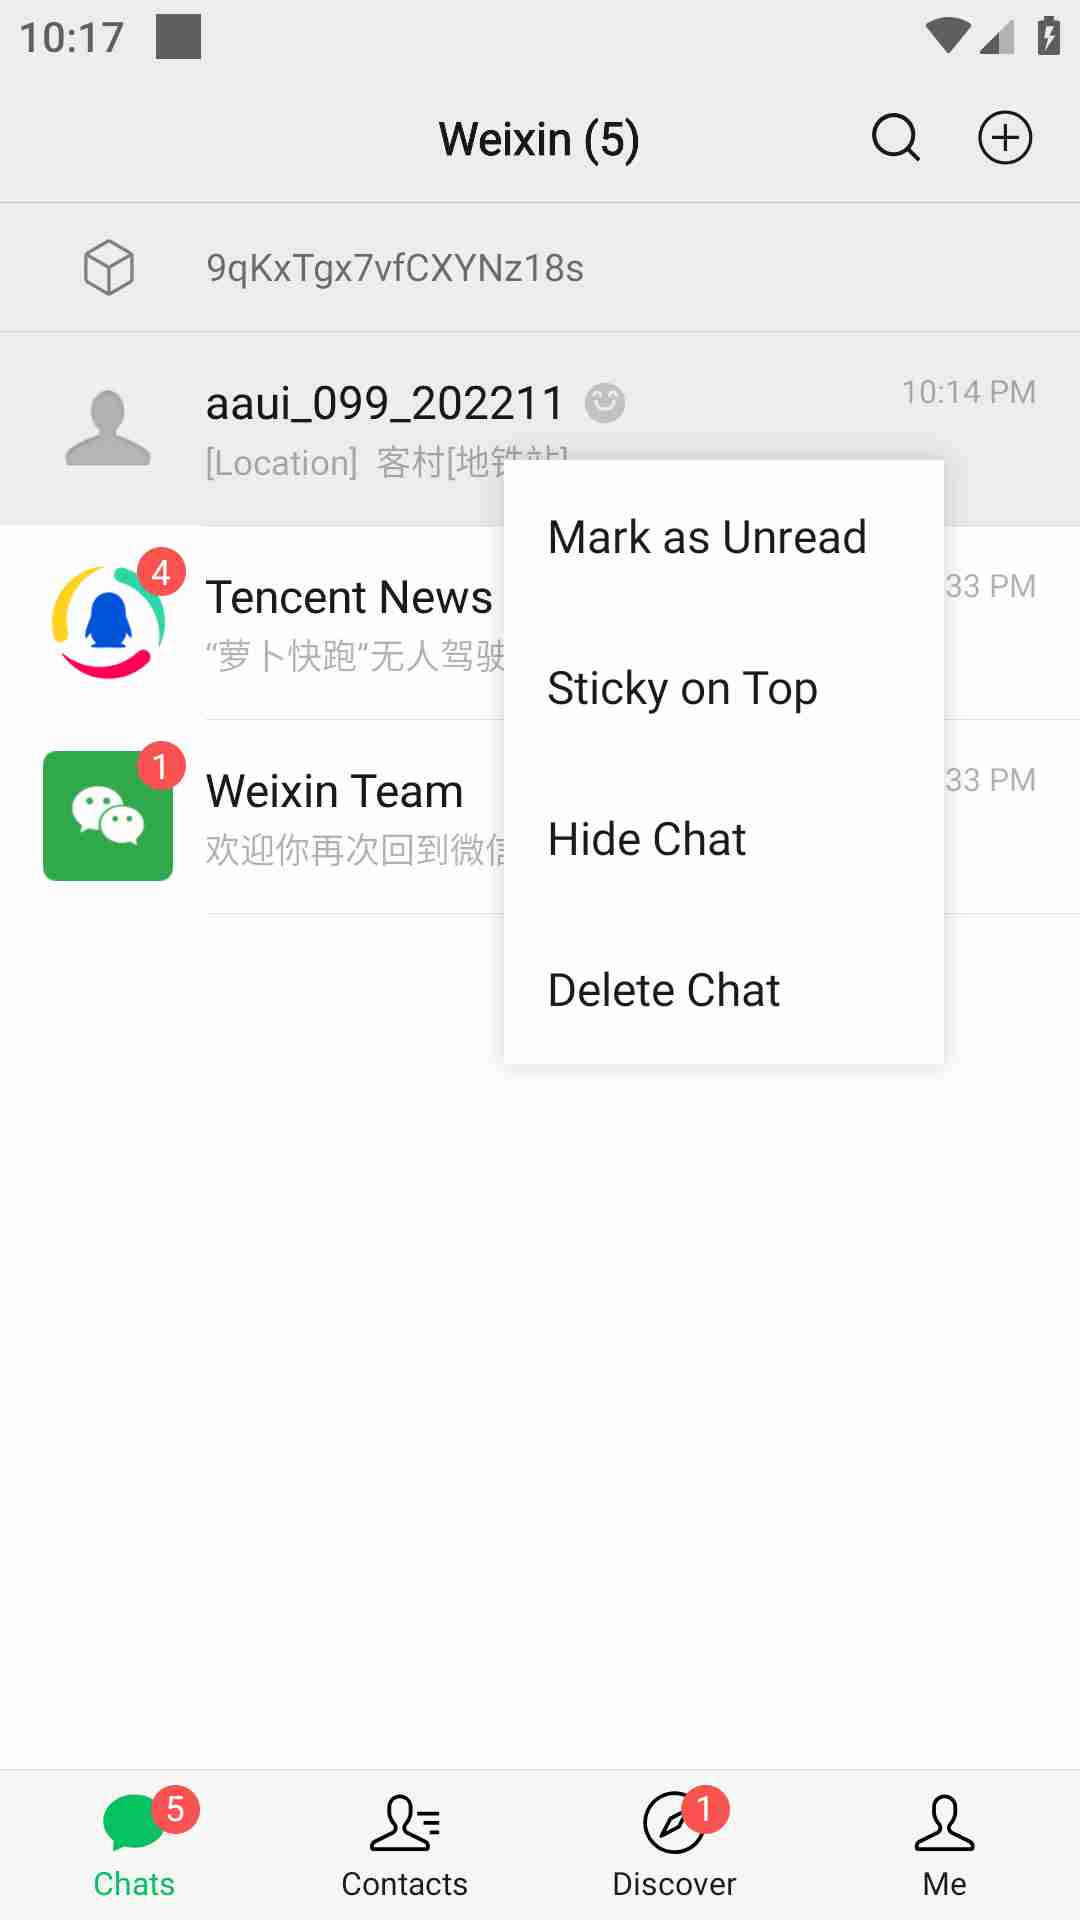 10:17
Weixin (5)
9qKxTgx7vfCXYNz18s
aaui_099_202211
10:14 PM
[Location] 客村[地铁站]
Mark as Unread
4
Tencent News
33 PM
“萝卜快跑”无人驾驶
Sticky on Top
1
Weixin Team
33 PM
欢迎你再次回到微信
Hide Chat
Delete Chat
5
1
Chats
Contacts
Discover
Me